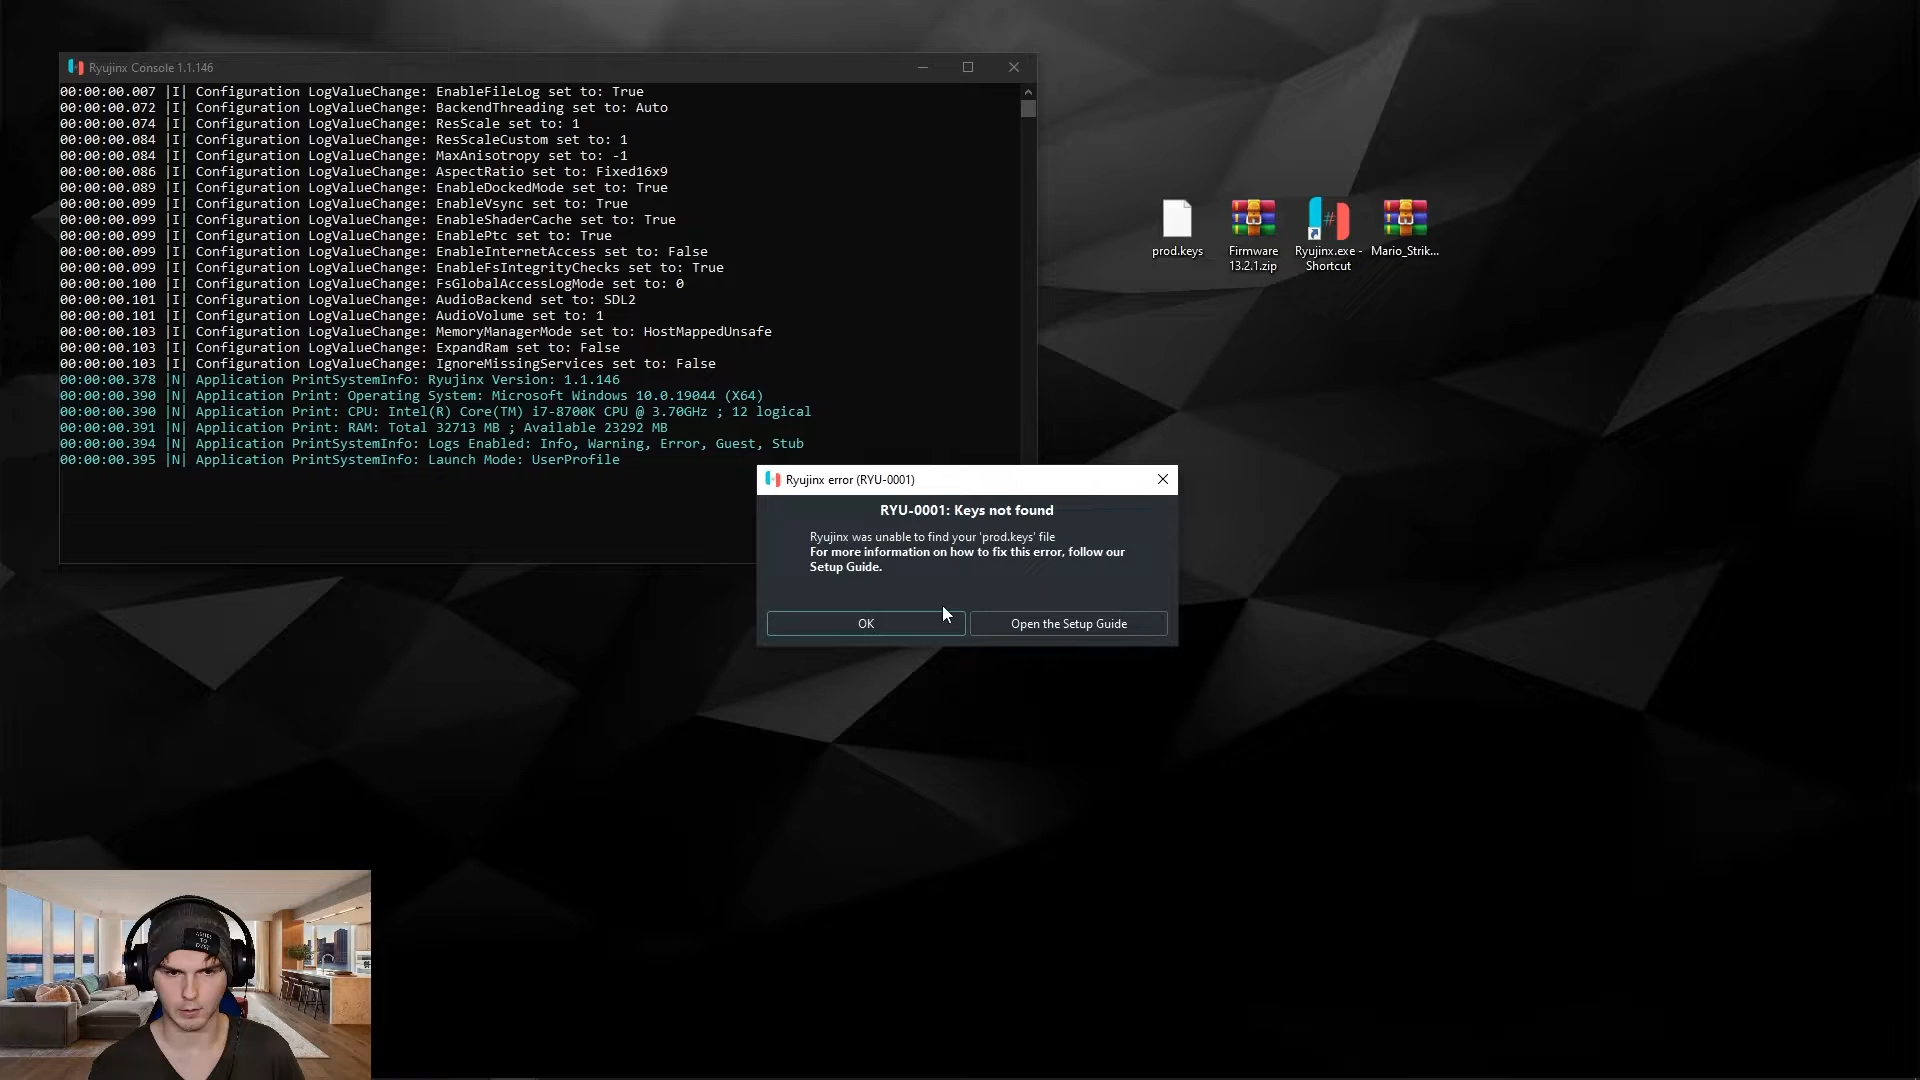 Ryujinx Console 1.1.146
00:00:00.007 |I| Configuration LogValueChange: EnableFileLog set to: True
00:00:00.072 |I| Configuration LogValueChange: BackendThreading set to: Auto
00:00:00.074 |I| Configuration LogValueChange: ResScale set to: 1
00:00:00.084 |I| Configuration LogValueChange: ResScaleCustom set to: 1
00:00:00.084 |I| Configuration LogValueChange: MaxAnisotropy set to: -1
00:00:00.086 |I| Configuration LogValueChange: AspectRatio set to: Fixed16x9
00:00:00.089 |I| Configuration LogValueChange: EnableDockedMode set to: True
00:00:00.099 |I| Configuration LogValueChange: EnableVsync set to: True
00:00:00.099 |I| Configuration LogValueChange: EnableShaderCache set to: True
00:00:00.099 |I| Configuration LogValueChange: EnablePtc set to: True
00:00:00.099 |I| Configuration LogValueChange: EnableInternetAccess set to: False
00:00:00.099 |I| Configuration LogValueChange: EnableFsIntegrityChecks set to: True
00:00:00.100 |I| Configuration LogValueChange: FsGlobalAccessLogMode set to: 0
00:00:00.101 |I| Configuration LogValueChange: AudioBackend set to: SDL2
00:00:00.101 |I| Configuration LogValueChange: AudioVolume set to: 1
00:00:00.103 |I| Configuration LogValueChange: MemoryManagerMode set to: HostMappedUnsafe
00:00:00.103 |I| Configuration LogValueChange: ExpandRam set to: False
00:00:00.103 |I| Configuration LogValueChange: IgnoreMissingServices set to: False
00:00:00.378 |N| Application PrintSystemInfo: Ryujinx Version: 1.1.146
00:00:00.390 |N| Application Print: Operating System: Microsoft Windows 10.0.19044 (X64)
00:00:00.390 |N| Application Print: CPU: Intel(R) Core(TM) i7-8700K CPU @ 3.70GHz ; 12 logical
00:00:00.391 |N| Application Print: RAM: Total 32713 MB ; Available 23292 MB
00:00:00.394 |N| Application PrintSystemInfo: Logs Enabled: Info, Warning, Error, Guest, Stub
00:00:00.395 |N| Application PrintSystemInfo: Launch Mode: UserProfile
prod.keys
Firmware
13.2.1.zip
Ryujinx.exe -
Shortcut
Mario_Strik...
Ryujinx error (RYU-0001)
RYU-0001: Keys not found
Ryujinx was unable to find your 'prod.keys' file
For more information on how to fix this error, follow our
Setup Guide.
OK
Open the Setup Guide